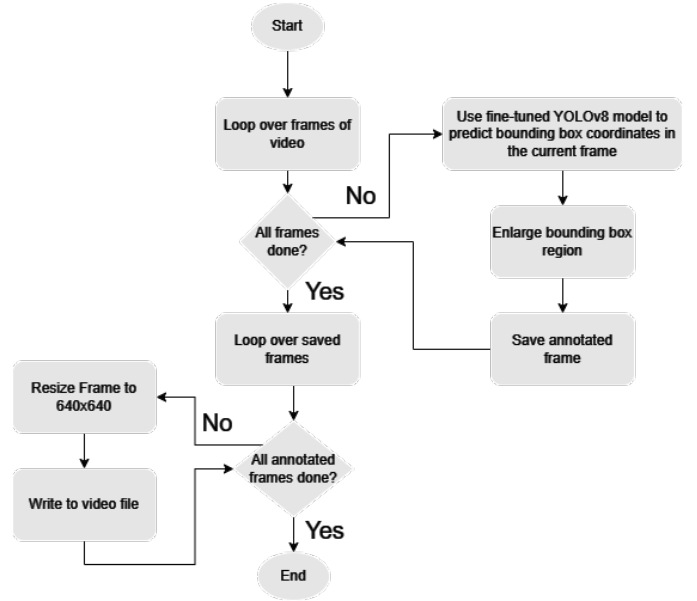 Start
Loop over frames of
video
Use fine-tuned YOLOv8 model to
predict bounding box coordinates in
the current frame
No
All frames
done?
Enlarge bounding box
region
Yes
Loop over saved
frames
Save annotated
frame
Resize Frame to
640x640
No
All annotated
frames done?
Write to video file
Yes
End